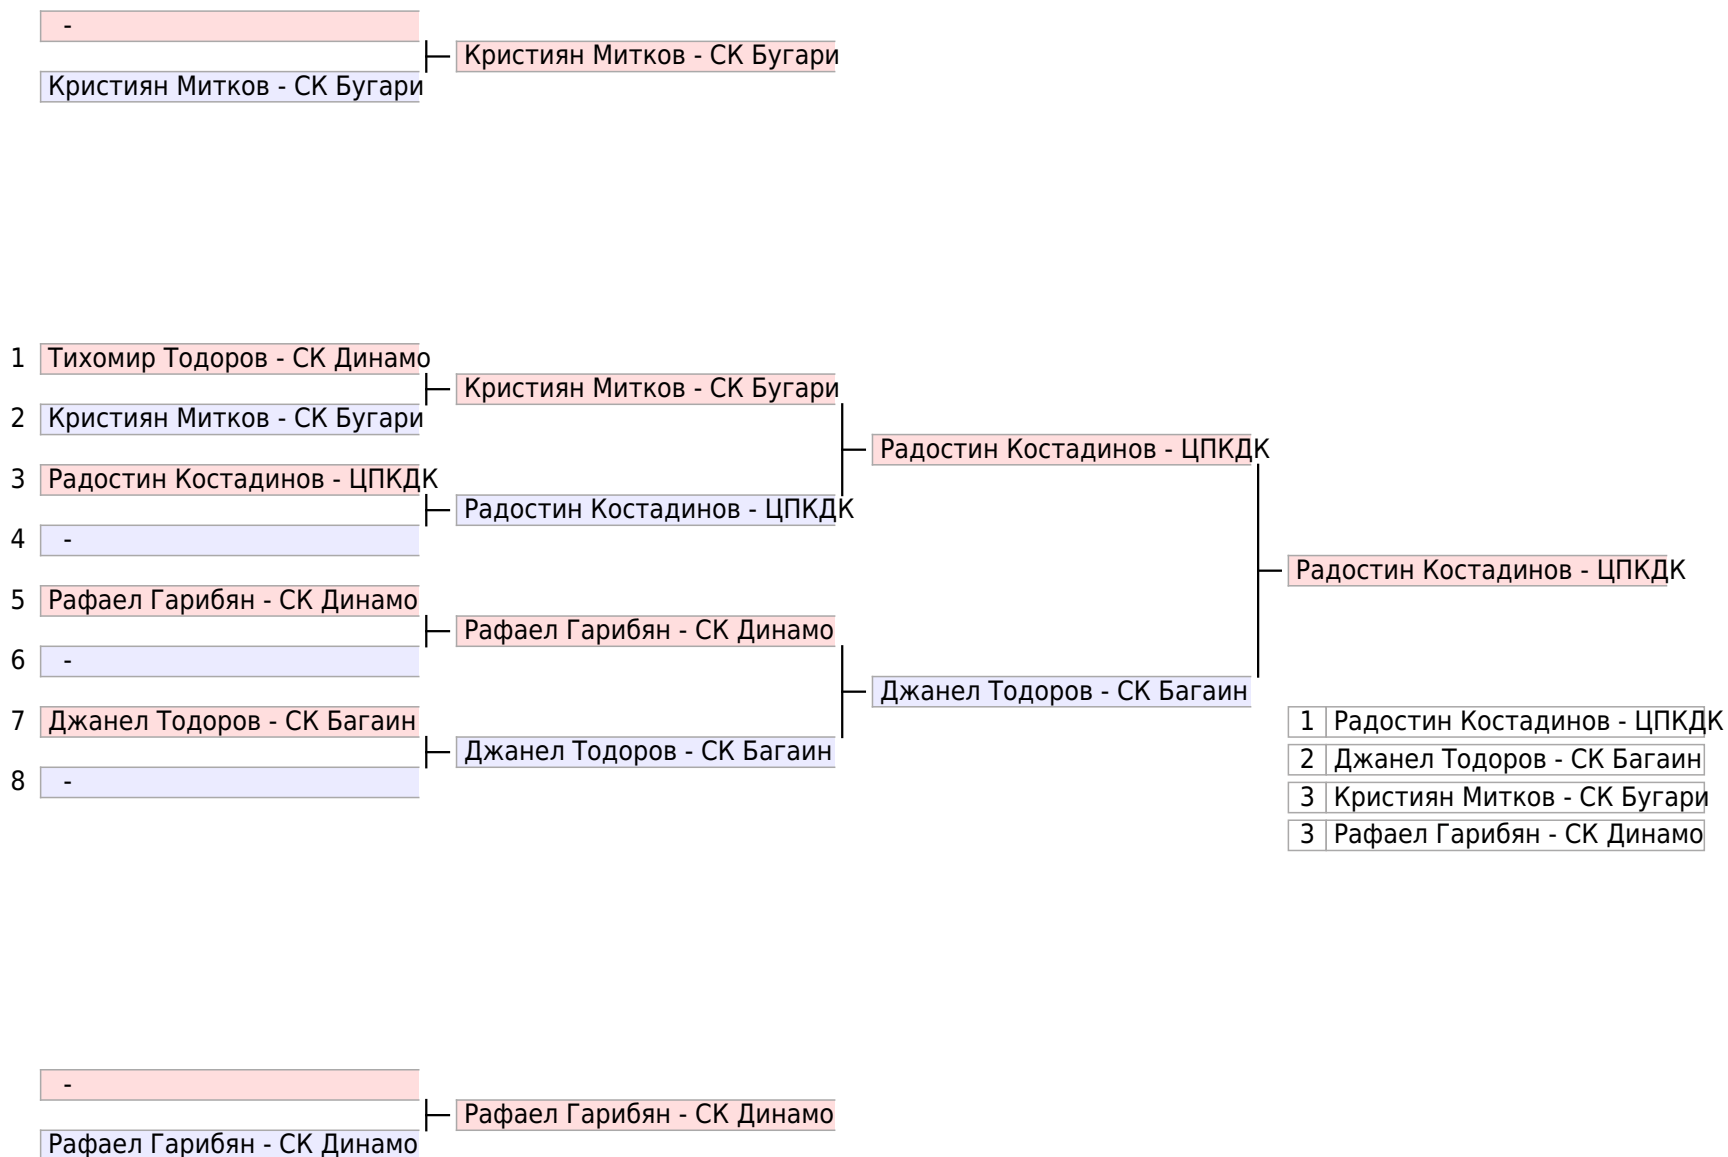 -
Кристиян Митков - СК Бугари
Кристиян Митков - СК Бугари
1 Тихомир Тодоров - СК Динамо
Кристиян Митков - СК Бугари
2 Кристиян Митков - СК Бугари
Радостин Костадинов - ЦПКДК
3 Радостин Костадинов - ЦПКДК
Радостин Костадинов - ЦПКДК
4 -
Радостин Костадинов - ЦПКДК
5 Рафаел Гарибян - СК Динамо
Рафаел Гарибян - СК Динамо
6 -
Джанел Тодоров - СК Багаин
7 Джанел Тодоров - СК Багаин
Джанел Тодоров - СК Багаин
8 -
1 Радостин Костадинов - ЦПКДК
2 Джанел Тодоров - СК Багаин
3 Кристиян Митков - СК Бугари
3 Рафаел Гарибян - СК Динамо
-
Рафаел Гарибян - СК Динамо
Рафаел Гарибян - СК Динамо